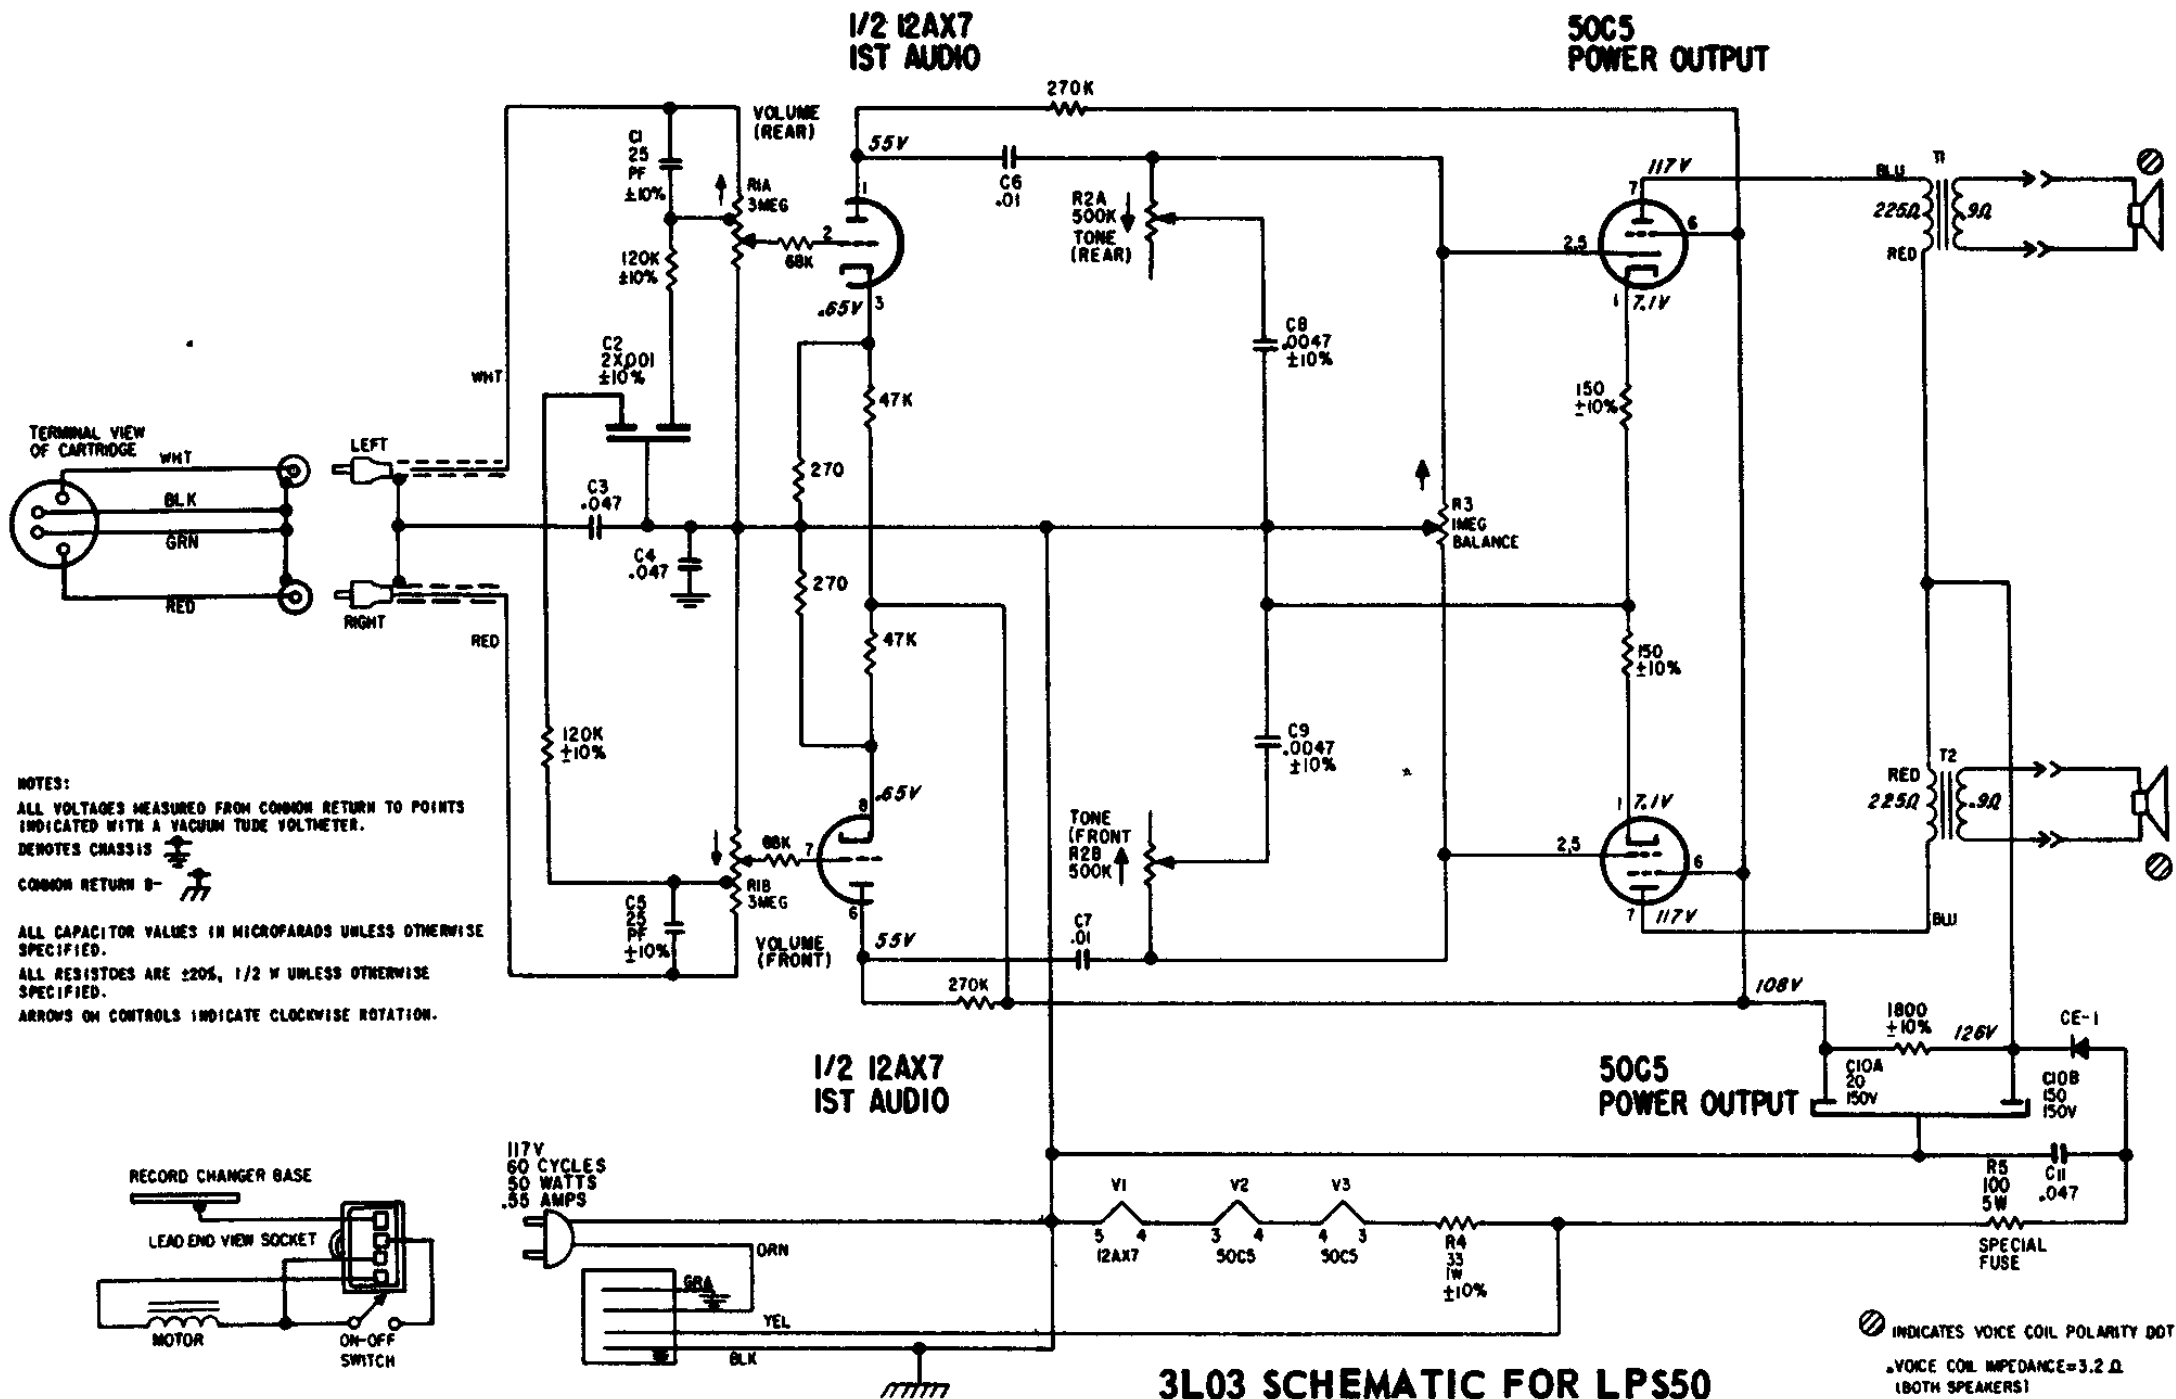 1/2 12AX7
1ST AUDIO
50C5
POWER OUTPUT
270K
VOLUME
(REAR)
C1
25
PF
±10%
R1A
3MEG
55V
C6
.01
R2A
500K
TONE
(REAR)
117V
BLU
T1
225Ω
.9Ω
RED
1
2
68K
3
.65V
7
6
2,5
1
7.1V
120K
±10%
C2
2X.001
±10%
WHT
C8
.0047
±10%
47K
150
±10%
TERMINAL VIEW
OF CARTRIDGE
WHT
BLK
GRN
RED
LEFT
RIGHT
RED
C3
.047
C4
.047
270
270
R3
1MEG
BALANCE
47K
150
±10%
120K
±10%
C9
.0047
±10%
NOTES:
ALL VOLTAGES MEASURED FROM COMMON RETURN TO POINTS
INDICATED WITH A VACUUM TUDE VOLTMETER.
DENOTES CHASSIS
COMMON RETURN B-
ALL CAPACITOR VALUES IN MICROFARADS UNLESS OTHERWISE
SPECIFIED.
ALL RESISTOES ARE ±20%, 1/2 W UNLESS OTHERWISE
SPECIFIED.
ARROWS ON CONTROLS INDICATE CLOCKWISE ROTATION.
8
.65V
68K
7
6
R1B
3MEG
C5
25
PF
±10%
VOLUME
(FRONT)
55V
TONE
(FRONT
R2B
500K
C7
.01
270K
1
7.1V
2,5
6
7
117V
T2
RED
225Ω
.9Ω
BLU
108V
1800
±10%
126V
CE-1
C10A
20
150V
C10B
150
150V
1/2 12AX7
1ST AUDIO
50C5
POWER OUTPUT
117V
60 CYCLES
50 WATTS
.55 AMPS
V1
V2
V3
5
4
12AX7
3
4
50C5
4
3
50C5
R4
33
1W
±10%
R5
100
5W
SPECIAL
FUSE
C11
.047
RECORD CHANGER BASE
LEAD END VIEW SOCKET
MOTOR
ON-OFF
SWITCH
ORN
GRA
YEL
BLK
INDICATES VOICE COIL POLARITY DOT
.VOICE COIL IMPEDANCE=3.2 Ω
(BOTH SPEAKERS)
3L03 SCHEMATIC FOR LPS50